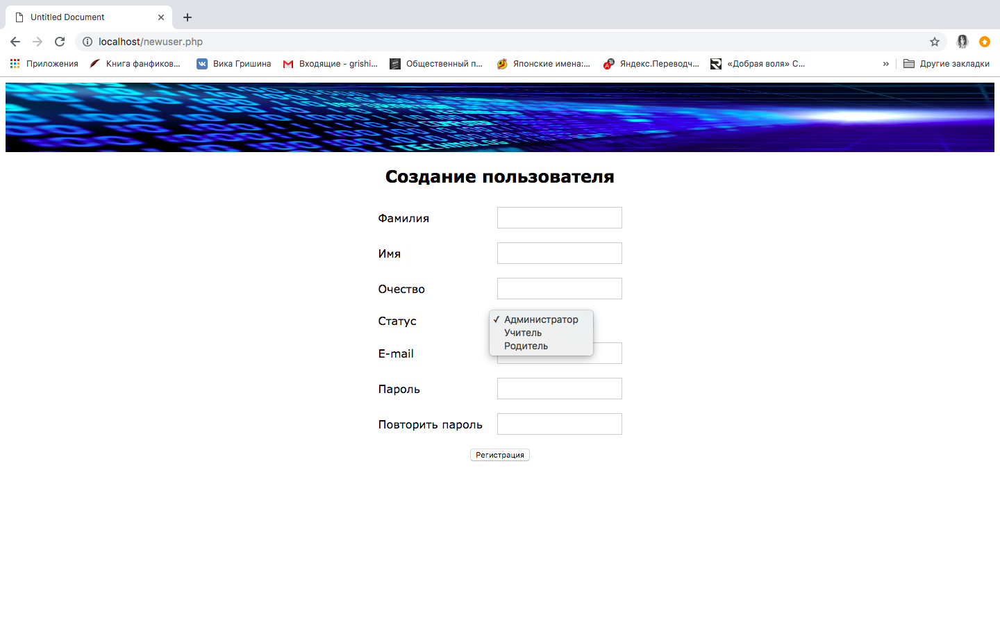 Untitled Document
localhost/newuser.php
Приложения Книга фанфиков... Вика Гришина Входящие - grishi... Общественный п... Японские имена:... Яндекс.Переводч... «Добрая воля» С... » Другие закладки
TECHNOLOG
Создание пользователя
Фамилия
Имя
Очество
Статус ✓ Администратор
Учитель
Родитель
E-mail
Пароль
Повторить пароль
Регистрация